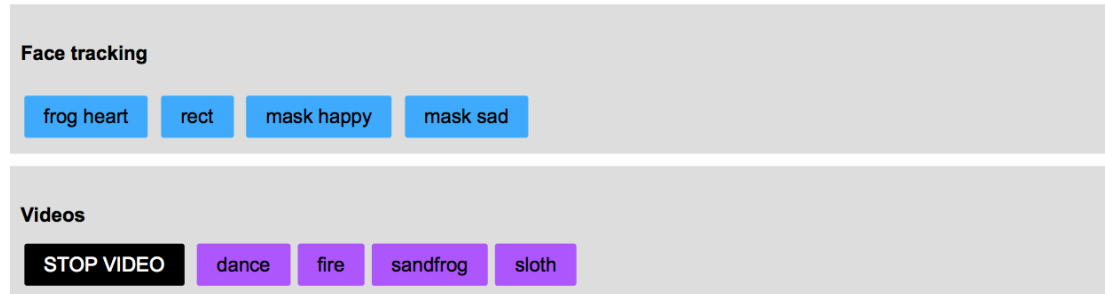 Face tracking
frog heart rect mask happy mask sad
Videos
STOP VIDEO dance fire sandfrog sloth